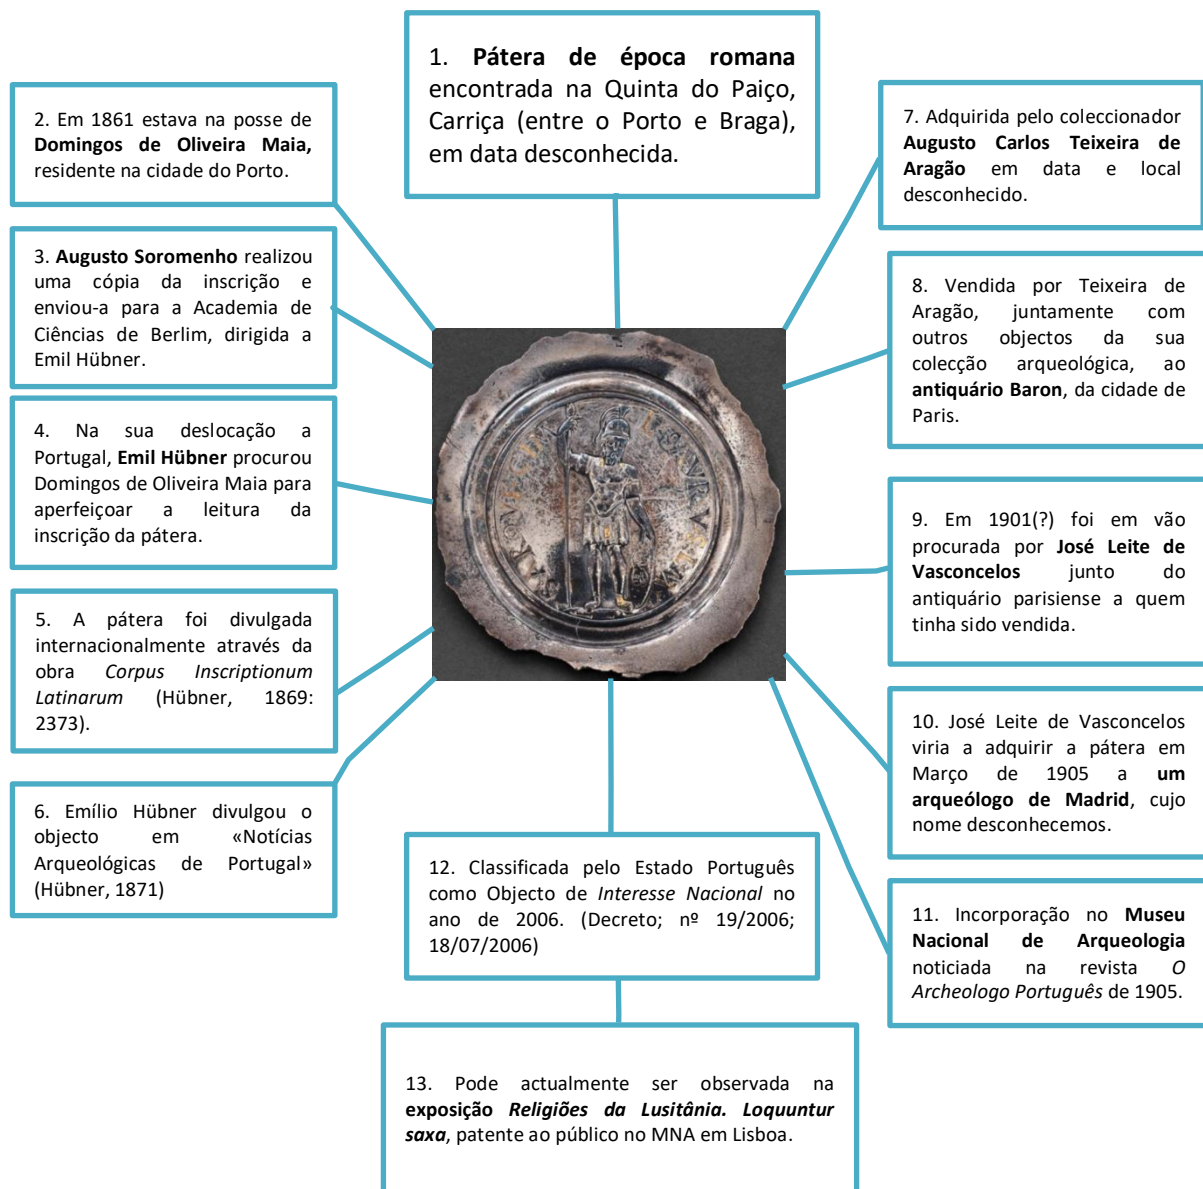 1. Pátera de época romana
encontrada na Quinta do Paiço,
Carriça (entre o Porto e Braga),
em data desconhecida.
2. Em 1861 estava na posse de
Domingos de Oliveira Maia,
residente na cidade do Porto.
3. Augusto Soromenho realizou
uma cópia da inscrição e
enviou-a para a Academia de
Ciências de Berlim, dirigida a
Emil Hübner.
4. Na sua deslocação a
Portugal, Emil Hübner procurou
Domingos de Oliveira Maia para
aperfeiçoar a leitura da
inscrição da pátera.
5. A pátera foi divulgada
internacionalmente através da
obra Corpus Inscriptionum
Latinarum (Hübner, 1869:
2373).
6. Emílio Hübner divulgou o
objecto em «Notícias
Arqueológicas de Portugal»
(Hübner, 1871)
7. Adquirida pelo coleccionador
Augusto Carlos Teixeira de
Aragão em data e local
desconhecido.
8. Vendida por Teixeira de
Aragão, juntamente com
outros objectos da sua
colecção arqueológica, ao
antiquário Baron, da cidade de
Paris.
9. Em 1901(?) foi em vão
procurada por José Leite de
Vasconcelos junto do
antiquário parisiense a quem
tinha sido vendida.
10. José Leite de Vasconcelos
viria a adquirir a pátera em
Março de 1905 a um
arqueólogo de Madrid, cujo
nome desconhecemos.
11. Incorporação no Museu
Nacional de Arqueologia
noticiada na revista O
Archeologo Português de 1905.
12. Classificada pelo Estado Português
como Objecto de Interesse Nacional no
ano de 2006. (Decreto; nº 19/2006;
18/07/2006)
13. Pode actualmente ser observada na
exposição Religiões da Lusitânia. Loquuntur
saxa, patente ao público no MNA em Lisboa.